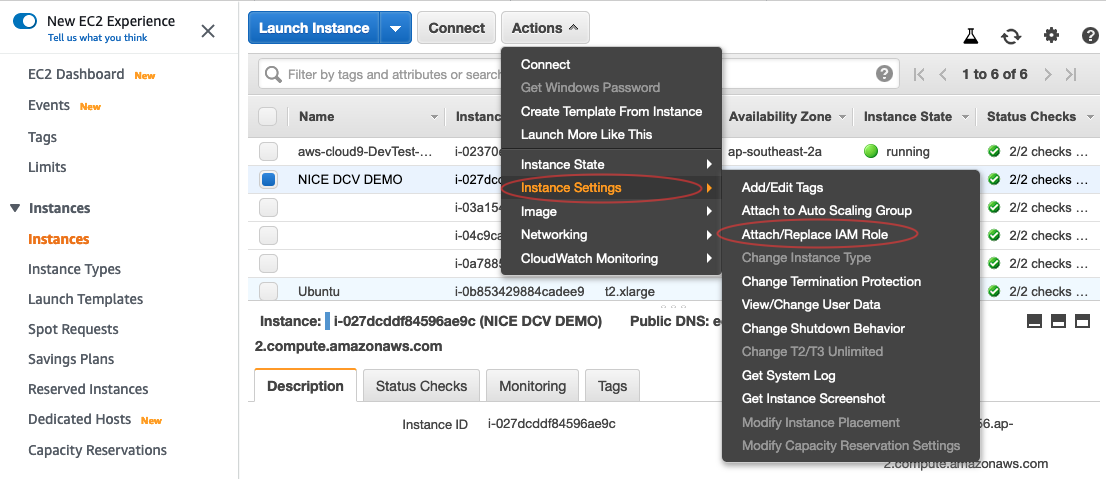 New EC2 Experience
Tell us what you think
EC2 Dashboard New
Events New
Tags
Limits
Instances
Instances
Instance Types
Launch Templates
Spot Requests
Savings Plans
Reserved Instances
Dedicated Hosts New
Capacity Reservations
Launch Instance Connect Actions
Filter by tags and attributes or search 1 to 6 of 6
Name Availability Zone Instance State Status Checks
aws-cloud9-DevTest-... i-02370 ap-southeast-2a running 2/2 checks ...
NICE DCV DEMO i-027dc 2/2 checks ...
i-03a154 2/2 checks ...
i-04c9c 2/2 checks ...
i-0a788 2/2 checks ...
Ubuntu i-0b853429884cadee9 t2.xlarge 2/2 checks ...
Connect
Get Windows Password
Create Template From Instance
Launch More Like This
Instance State
Instance Settings
Image
Networking
CloudWatch Monitoring
Add/Edit Tags
Attach to Auto Scaling Group
Attach/Replace IAM Role
Change Instance Type
Change Termination Protection
View/Change User Data
Change Shutdown Behavior
Change T2/T3 Unlimited
Get System Log
Get Instance Screenshot
Modify Instance Placement
Modify Capacity Reservation Settings
Instance: i-027dcddf84596ae9c (NICE DCV DEMO) Public DNS:
2.compute.amazonaws.com
Description Status Checks Monitoring Tags
Instance ID i-027dcddf84596ae9c 66.ap-
2.compute.amazonaws.com